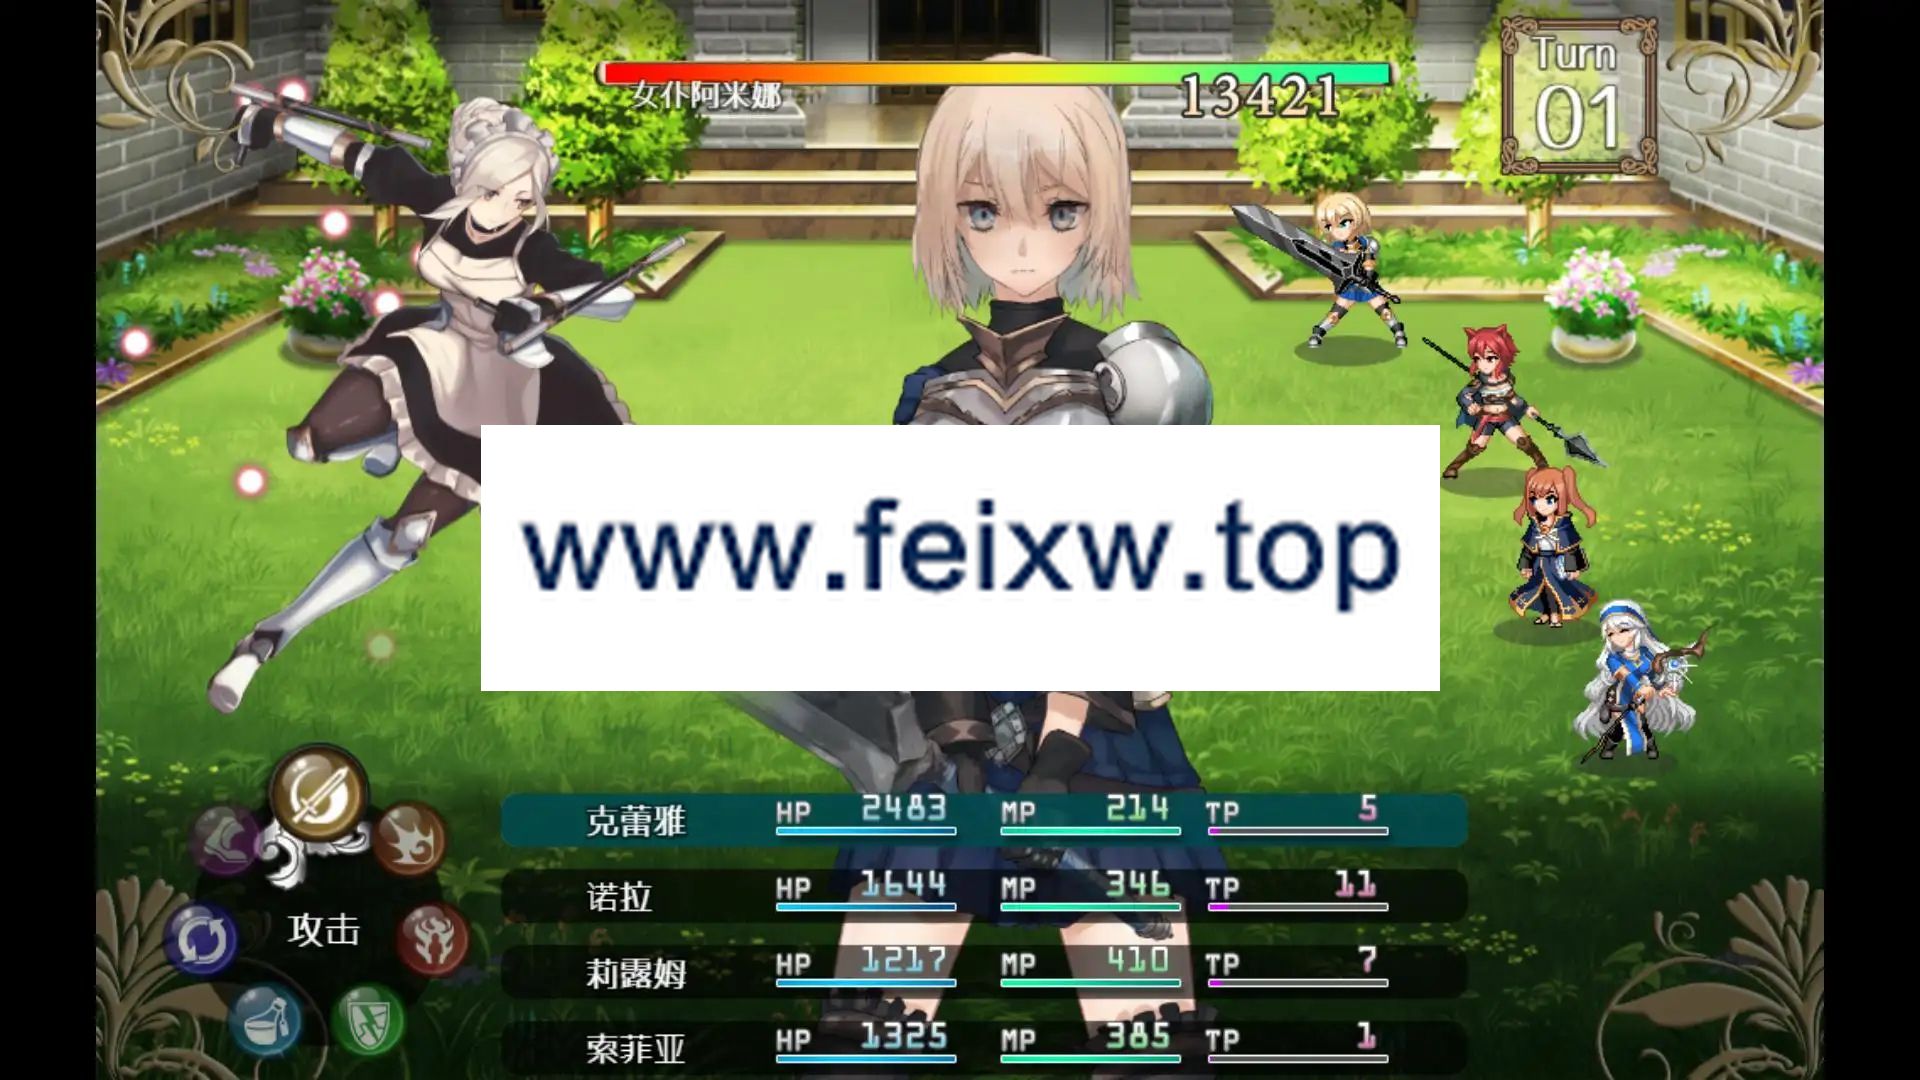 Turn
01
女仆阿米娜
13421
www.feixw.top
克蕾雅 HP 2483 MP 214 TP 5
诺拉 HP 1644 MP 346 TP 11
攻击
莉露姆 HP 1217 MP 410 TP 7
索菲亚 HP 1325 MP 385 TP 1